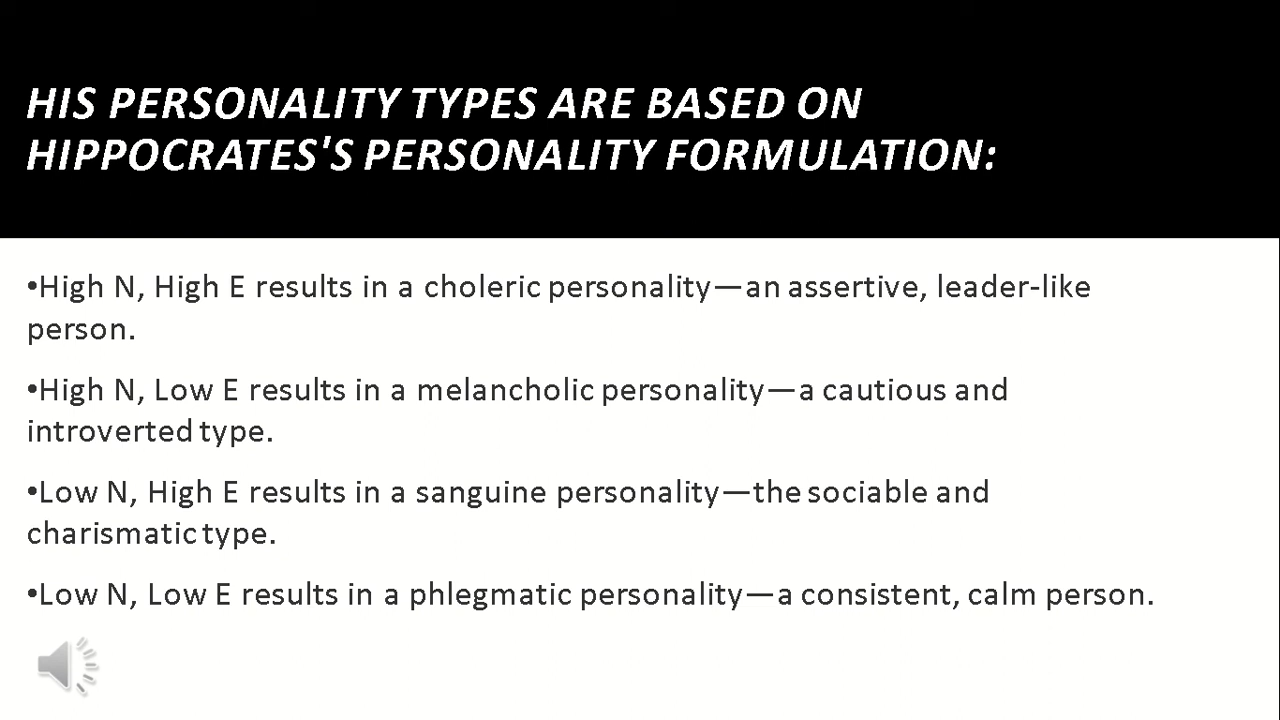 HIS PERSONALITY TYPES ARE BASED ON
HIPPOCRATES'S PERSONALITY FORMULATION:
•High N, High E results in a choleric personality—an assertive, leader-like
person.
•High N, Low E results in a melancholic personality—a cautious and
introverted type.
•Low N, High E results in a sanguine personality—the sociable and
charismatic type.
•Low N, Low E results in a phlegmatic personality—a consistent, calm person.